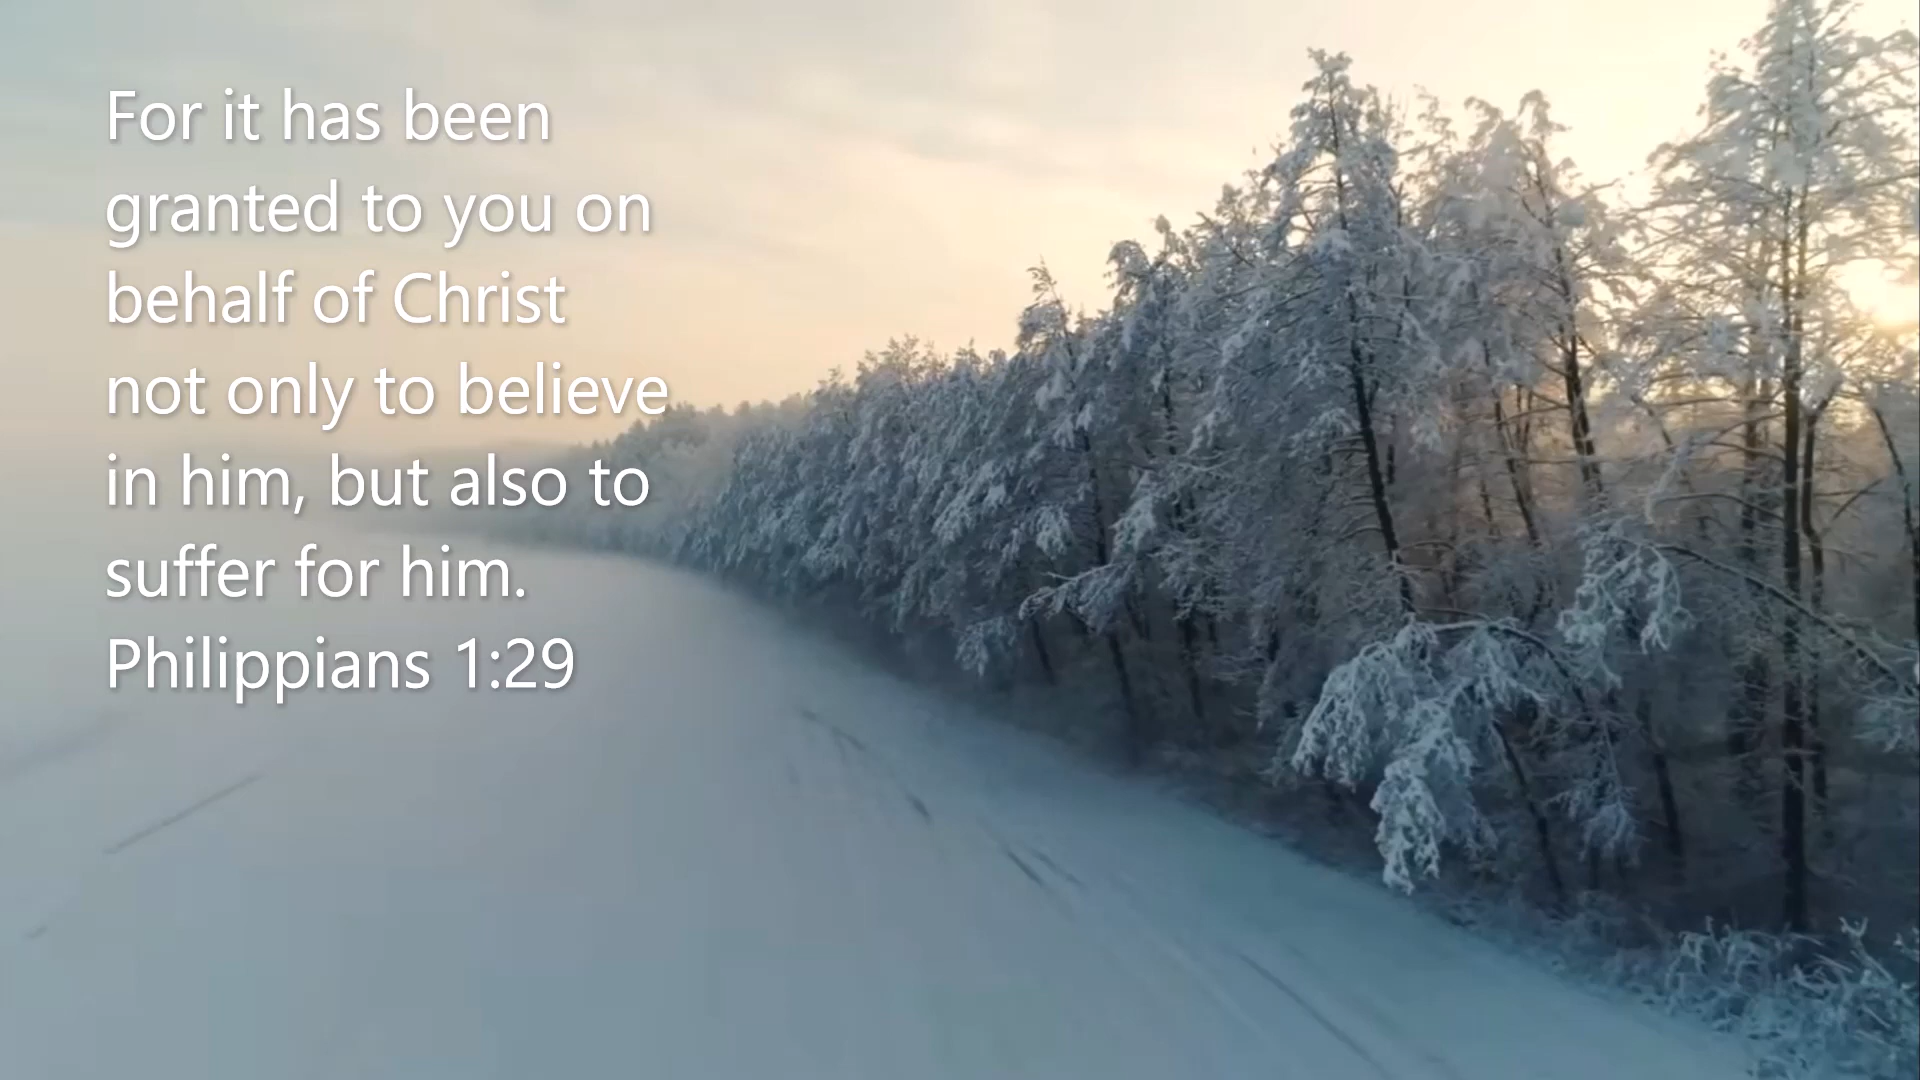 For it has been
granted to you on
behalf of Christ
not only to believe
in him, but also to
suffer for him.
Philippians 1:29